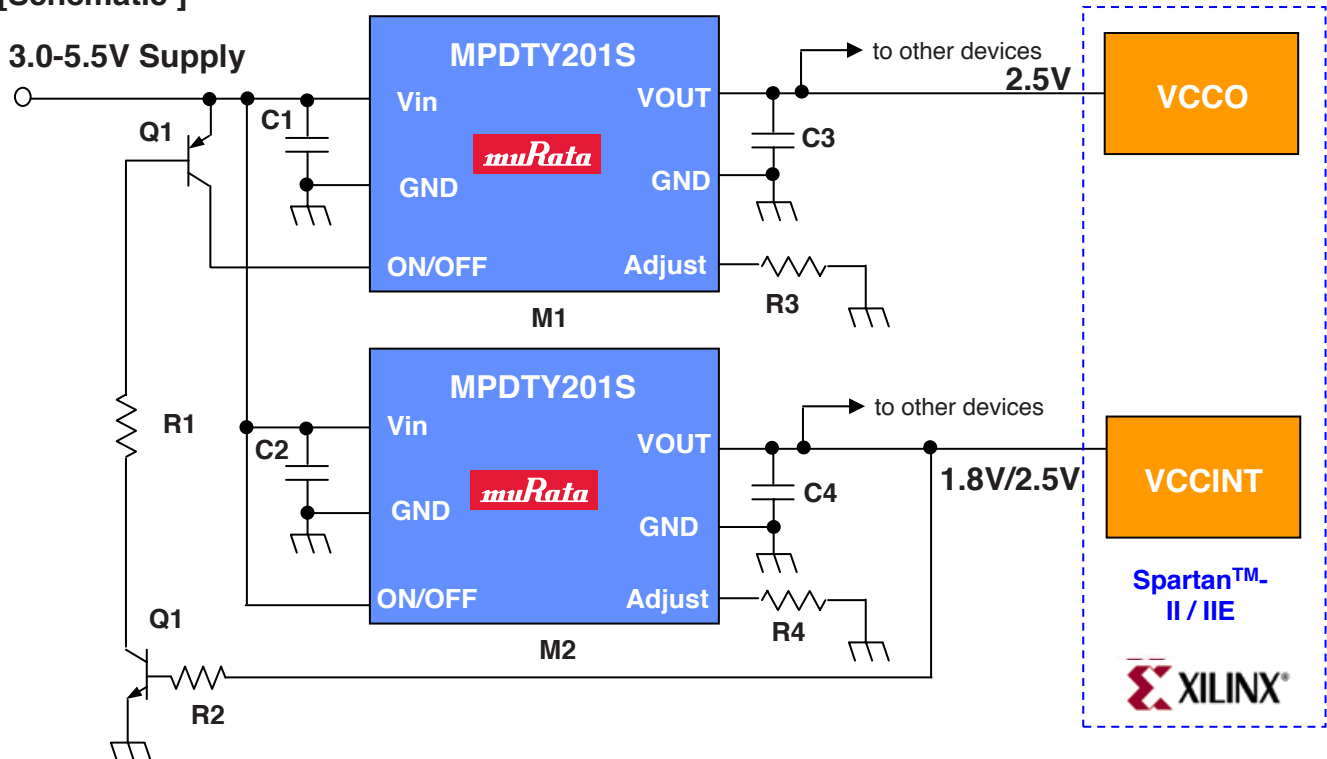 [Schematic ]
3.0-5.5V Supply
MPDTY201S
to other devices
2.5V
VCCO
Vin
VOUT
C1
Q1
C3
muRata
GND
GND
ON/OFF
Adjust
R3
M1
MPDTY201S
to other devices
Vin
VOUT
R1
C2
1.8V/2.5V
VCCINT
muRata
C4
GND
GND
Spartan™-
II / IIE
ON/OFF
Adjust
Q1
R4
M2
XILINX®
R2